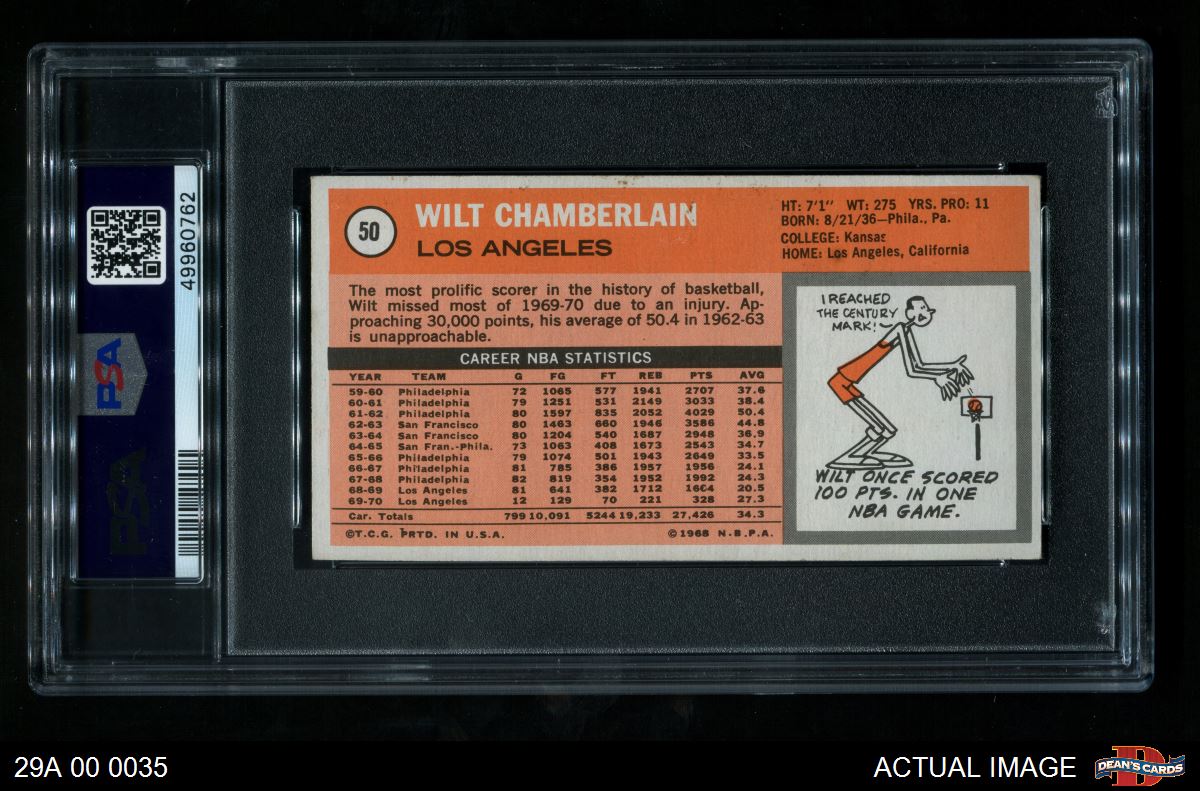 49960762
PSA
PSA
50
WILT CHAMBERLAIN
LOS ANGELES
HT: 7'1" WT: 275 YRS. PRO: 11
BORN: 8/21/36—Phila., Pa.
COLLEGE: Kansas
HOME: Los Angeles, California
The most prolific scorer in the history of basketball,
Wilt missed most of 1969-70 due to an injury. Ap-
proaching 30,000 points, his average of 50.4 in 1962-63
is unapproachable.
CAREER NBA STATISTICS
YEAR TEAM G FG FT REB PTS AVG
59-60 Philadelphia 72 1065 577 1941 2707 37.6
60-61 Philadelphia 79 1251 531 2149 3033 38.4
61-62 Philadelphia 80 1597 835 2052 4029 50.4
62-63 San Francisco 80 1463 660 1946 3586 44.8
63-64 San Francisco 80 1204 540 1687 2948 36.9
64-65 San Fran.-Phila. 73 1063 408 1673 2543 34.7
65-66 Philadelphia 79 1074 501 1943 2649 33.5
66-67 Philadelphia 81 785 386 1957 1956 24.1
67-68 Philadelphia 82 819 354 1952 1992 24.3
68-69 Los Angeles 81 641 382 1712 1664 20.5
69-70 Los Angeles 12 129 70 221 328 27.3
Car. Totals 799 10,091 5244 19,233 27,426 34.3
©T.C.G. PRTD. IN U.S.A. ©1968 N.B.P.A.
I REACHED
THE CENTURY
MARK!
WILT ONCE SCORED
100 PTS. IN ONE
NBA GAME.
29A 00 0035
ACTUAL IMAGE
DEAN'S CARDS